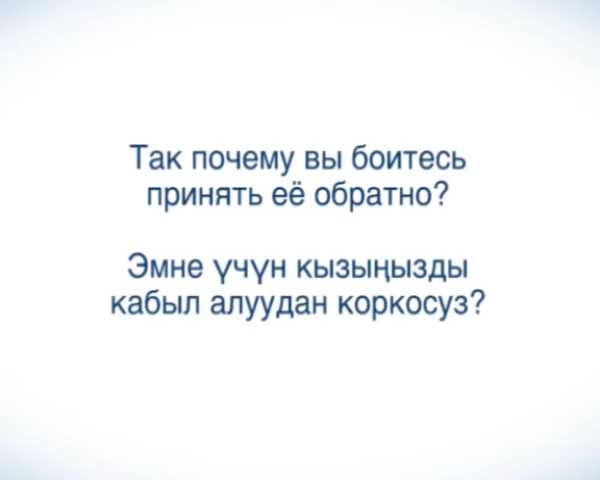 Так почему вы боитесь
принять её обратно?
Эмне үчүн кызыңызды
кабыл алуудан коркосуз?